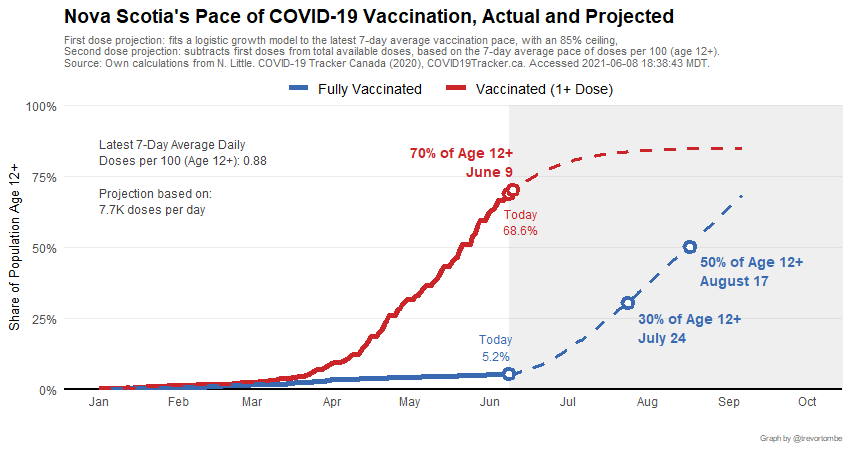 Nova Scotia's Pace of COVID-19 Vaccination, Actual and Projected
First dose projection: fits a logistic growth model to the latest 7-day average vaccination pace, with an 85% ceiling,
Second dose projection: subtracts first doses from total available doses, based on the 7-day average pace of doses per 100 (age 12+).
Source: Own calculations from N. Little. COVID-19 Tracker Canada (2020), COVID19Tracker.ca. Accessed 2021-06-08 18:38:43 MDT.
Fully Vaccinated Vaccinated (1+ Dose)
100%
75%
50%
25%
0%
Share of Population Age 12+
Latest 7-Day Average Daily
Doses per 100 (Age 12+): 0.88
Projection based on:
7.7K doses per day
70% of Age 12+
June 9
Today
68.6%
50% of Age 12+
August 17
30% of Age 12+
July 24
Today
5.2%
Jan Feb Mar Apr May Jun Jul Aug Sep Oct
Graph by @trevortombe